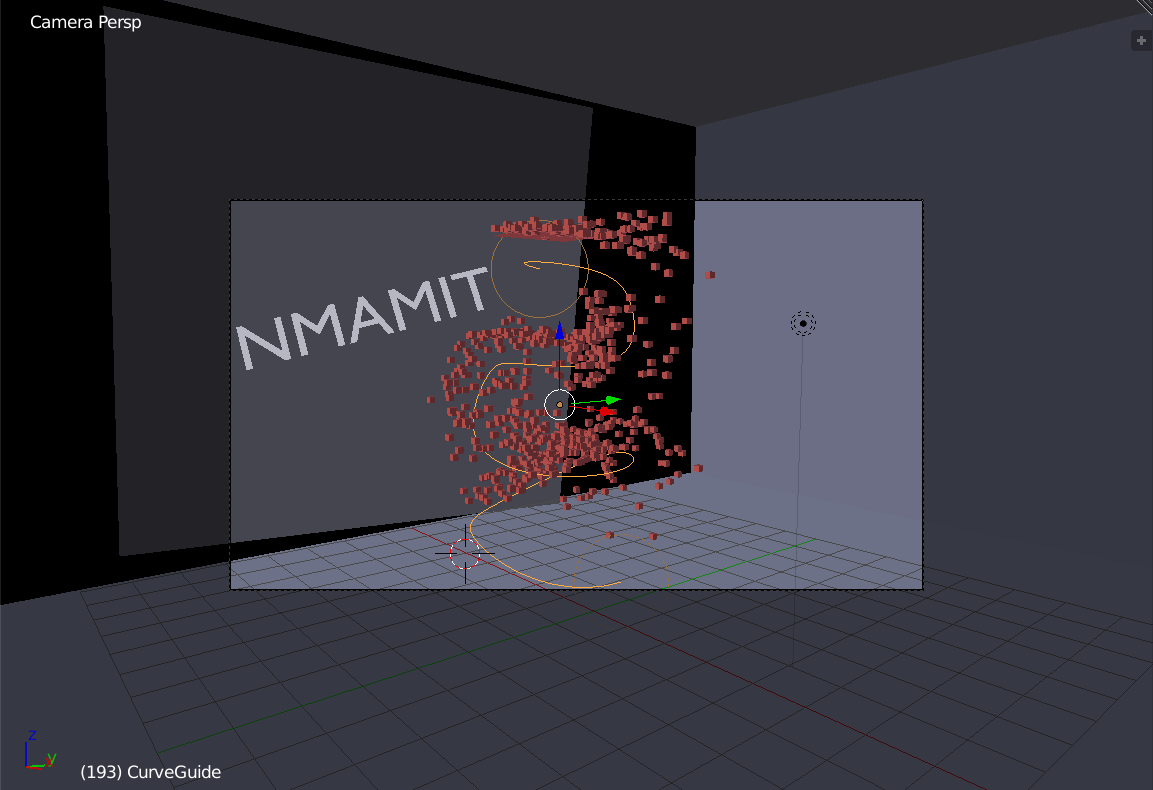 Camera Persp
NMAMIT
z
y
(193) CurveGuide